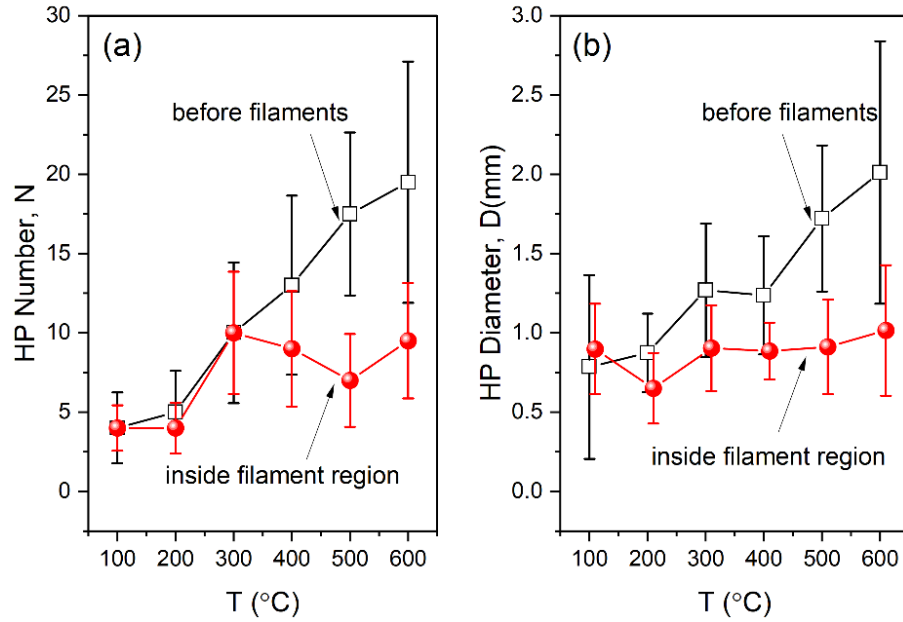 (a)
30
25
20
15
10
5
0
HP Number, N
before filaments
inside filament region
100 200 300 400 500 600
T (°C)
(b)
3.0
2.5
2.0
1.5
1.0
0.5
0.0
HP Diameter, D(mm)
before filaments
inside filament region
100 200 300 400 500 600
T (°C)